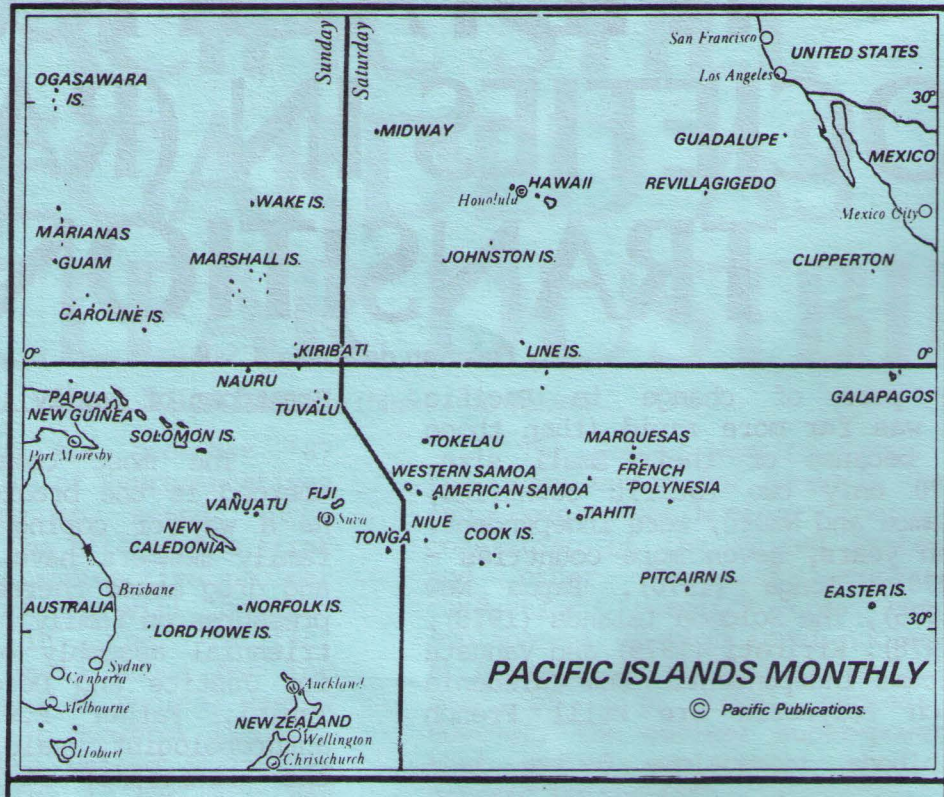 Sunday
Saturday
San Francisco
UNITED STATES
Los Angeles
30°
OGASAWARA
IS.
MIDWAY
GUADALUPE
MEXICO
HAWAII
Honolulu
REVILLAGIGEDO
WAKE IS.
Mexico City
MARIANAS
GUAM
MARSHALL IS.
JOHNSTON IS.
CLIPPERTON
CAROLINE IS.
0°
KIRIBATI
LINE IS.
0°
NAURU
GALAPAGOS
PAPUA
NEW GUINEA
TUVALU
SOLOMON IS.
Port Moresby
TOKELAU
MARQUESAS
WESTERN SAMOA
FRENCH
POLYNESIA
AMERICAN SAMOA
VANUATU
FIJI
Suva
TAHITI
NEW
CALEDONIA
TONGA
NIUE
COOK IS.
PITCAIRN IS.
EASTER IS.
Brisbane
AUSTRALIA
NORFOLK IS.
LORD HOWE IS.
30°
Sydney
Canberra
PACIFIC ISLANDS MONTHLY
Auckland
© Pacific Publications.
Melbourne
NEW ZEALAND
Wellington
Hobart
Christchurch